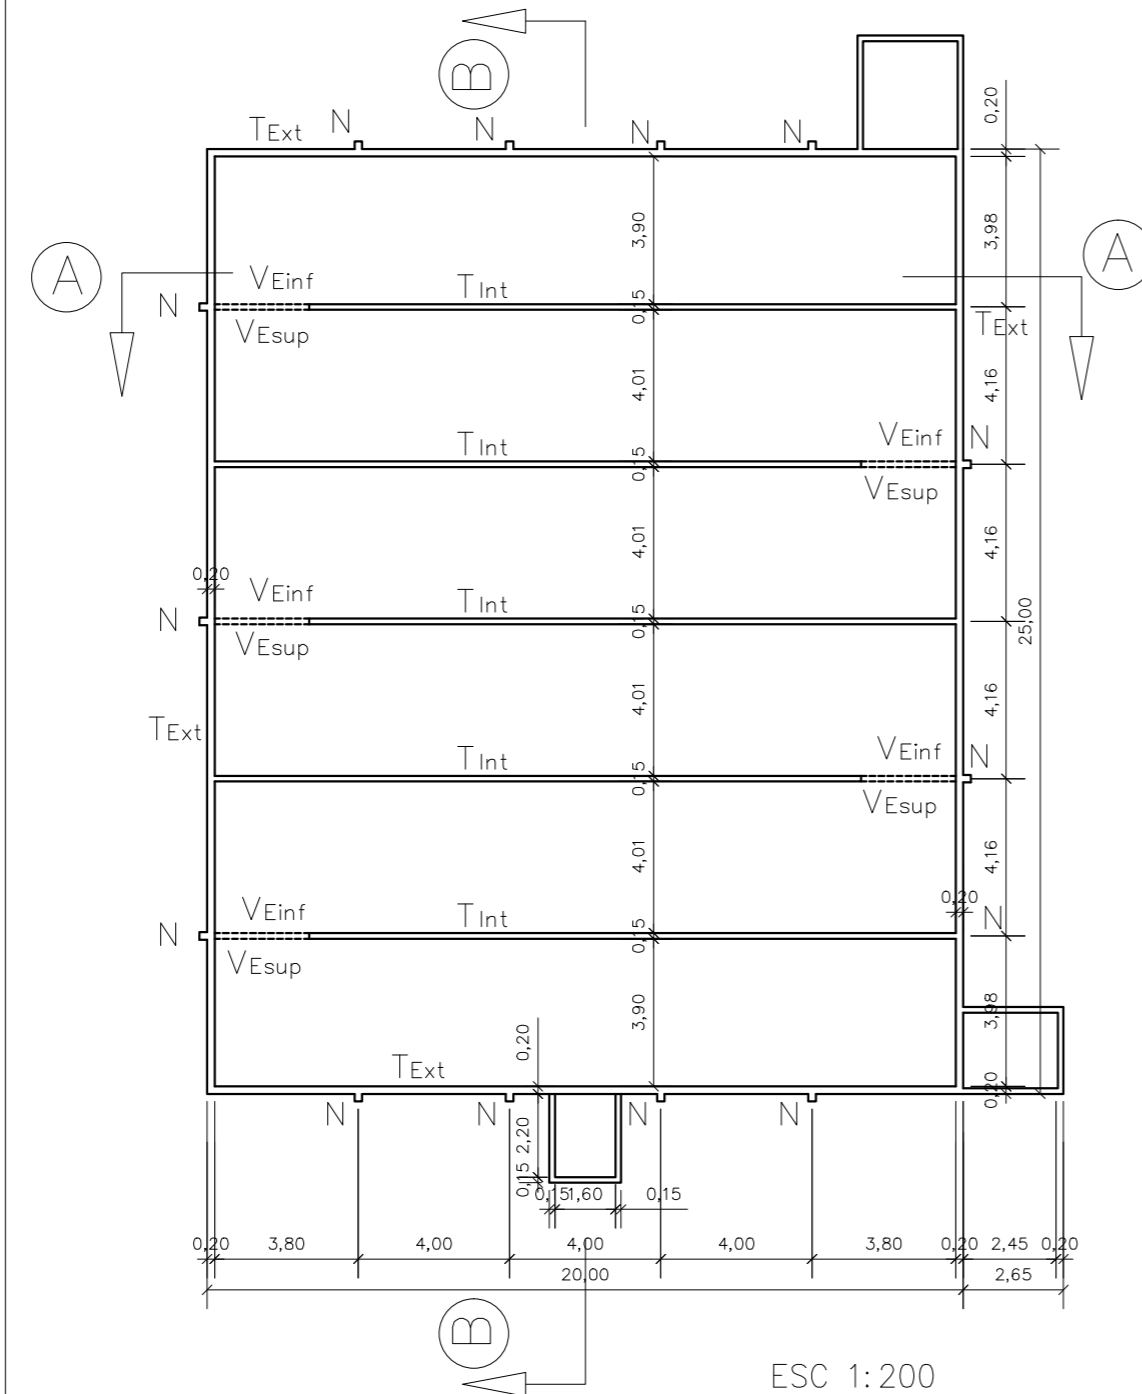 B
0,20
N
TExt
N
N
N
3,90
3,98
A
A
VEinf
TInt
N
0,15
VEsup
TExt
4,01
4,16
VEinf
N
TInt
0,15
VEsup
4,01
4,16
0,20
VEinf
TInt
N
0,15
25,00
VEsup
4,01
4,16
TExt
VEinf
N
TInt
0,15
VEsup
4,01
4,16
0,20
VEinf
TInt
N
N
0,15
VEsup
3,90
3,98
0,20
TExt
0,20
N
N
N
N
2,20
0,15
0,15
1,60
0,15
0,20
3,80
4,00
4,00
4,00
3,80
0,20
2,45
0,20
20,00
2,65
B
ESC 1:200